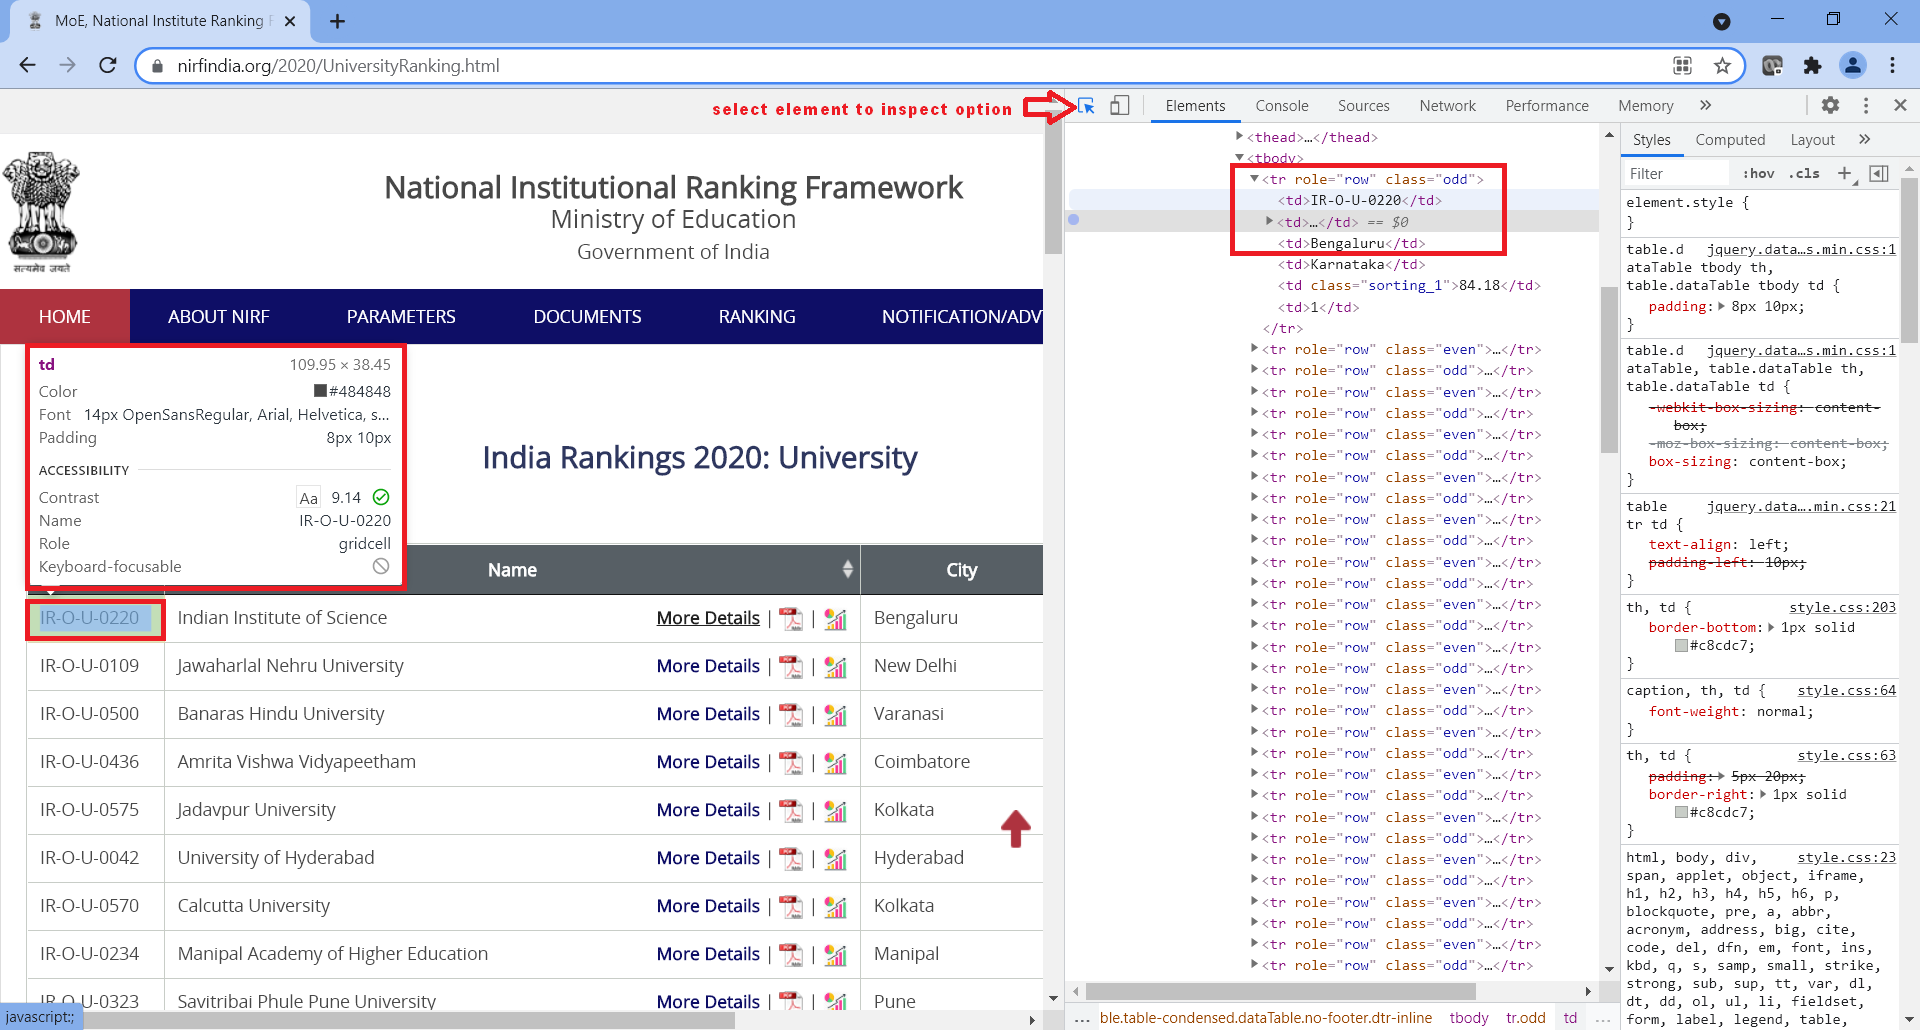 MoE, National Institute Ranking F
nirfindia.org/2020/UniversityRanking.html
select element to inspect option
National Institutional Ranking Framework
Ministry of Education
Government of India
सत्यमेव जयते
HOME ABOUT NIRF PARAMETERS DOCUMENTS RANKING NOTIFICATION/ADV
td 109.95 × 38.45
Color #484848
Font 14px OpenSansRegular, Arial, Helvetica, s...
Padding 8px 10px
ACCESSIBILITY
Contrast Aa 9.14
Name IR-O-U-0220
Role gridcell
Keyboard-focusable
India Rankings 2020: University
Name City
IR-O-U-0220 Indian Institute of Science More Details | | Bengaluru
IR-O-U-0109 Jawaharlal Nehru University More Details | | New Delhi
IR-O-U-0500 Banaras Hindu University More Details | | Varanasi
IR-O-U-0436 Amrita Vishwa Vidyapeetham More Details | | Coimbatore
IR-O-U-0575 Jadavpur University More Details | | Kolkata
IR-O-U-0042 University of Hyderabad More Details | | Hyderabad
IR-O-U-0570 Calcutta University More Details | | Kolkata
IR-O-U-0234 Manipal Academy of Higher Education More Details | | Manipal
IR-O-U-0323 Savitribai Phule Pune University More Details | | Pune
javascript:;
Elements Console Sources Network Performance Memory »
<thead>…</thead>
<tbody>
<tr role="row" class="odd">
<td>IR-O-U-0220</td>
<td>…</td> == $0
<td>Bengaluru</td>
<td>Karnataka</td>
<td class="sorting_1">84.18</td>
<td>1</td>
</tr>
<tr role="row" class="even">…</tr>
<tr role="row" class="odd">…</tr>
<tr role="row" class="even">…</tr>
<tr role="row" class="odd">…</tr>
<tr role="row" class="even">…</tr>
<tr role="row" class="odd">…</tr>
<tr role="row" class="even">…</tr>
<tr role="row" class="odd">…</tr>
<tr role="row" class="even">…</tr>
<tr role="row" class="odd">…</tr>
<tr role="row" class="even">…</tr>
<tr role="row" class="odd">…</tr>
<tr role="row" class="even">…</tr>
<tr role="row" class="odd">…</tr>
<tr role="row" class="even">…</tr>
<tr role="row" class="odd">…</tr>
<tr role="row" class="even">…</tr>
<tr role="row" class="odd">…</tr>
<tr role="row" class="even">…</tr>
<tr role="row" class="odd">…</tr>
<tr role="row" class="even">…</tr>
<tr role="row" class="odd">…</tr>
<tr role="row" class="even">…</tr>
<tr role="row" class="odd">…</tr>
<tr role="row" class="even">…</tr>
<tr role="row" class="odd">…</tr>
<tr role="row" class="even">…</tr>
<tr role="row" class="odd">…</tr>
<tr role="row" class="even">…</tr>
<tr role="row" class="odd">…</tr>
... ble.table-condensed.dataTable.no-footer.dtr-inline tbody tr.odd td ...
Styles Computed Layout »
Filter :hov .cls +
element.style {
}
table.d jquery.data…s.min.css:1
ataTable tbody th,
table.dataTable tbody td {
padding: 8px 10px;
}
table.d jquery.data…s.min.css:1
ataTable, table.dataTable th,
table.dataTable td {
-webkit-box-sizing: content-
box;
-moz-box-sizing: content-box;
box-sizing: content-box;
}
table jquery.data….min.css:21
tr td {
text-align: left;
padding-left: 10px;
}
th, td { style.css:203
border-bottom: 1px solid
#c8cdc7;
}
caption, th, td { style.css:64
font-weight: normal;
}
th, td { style.css:63
padding: 5px 20px;
border-right: 1px solid
#c8cdc7;
}
html, body, div, style.css:23
span, applet, object, iframe,
h1, h2, h3, h4, h5, h6, p,
blockquote, pre, a, abbr,
acronym, address, big, cite,
code, del, dfn, em, font, ins,
kbd, q, s, samp, small, strike,
strong, sub, sup, tt, var, dl,
dt, dd, ol, ul, li, fieldset,
form, label, legend, table,